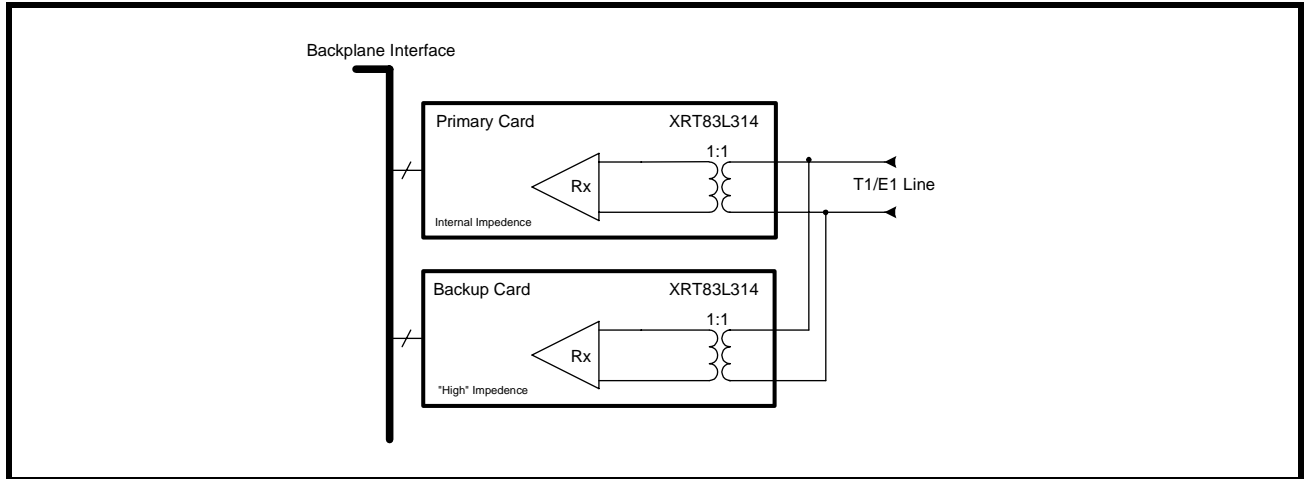 Backplane Interface
Primary Card XRT83L314
1:1
Rx
T1/E1 Line
Internal Impedence
Backup Card XRT83L314
1:1
Rx
"High" Impedence